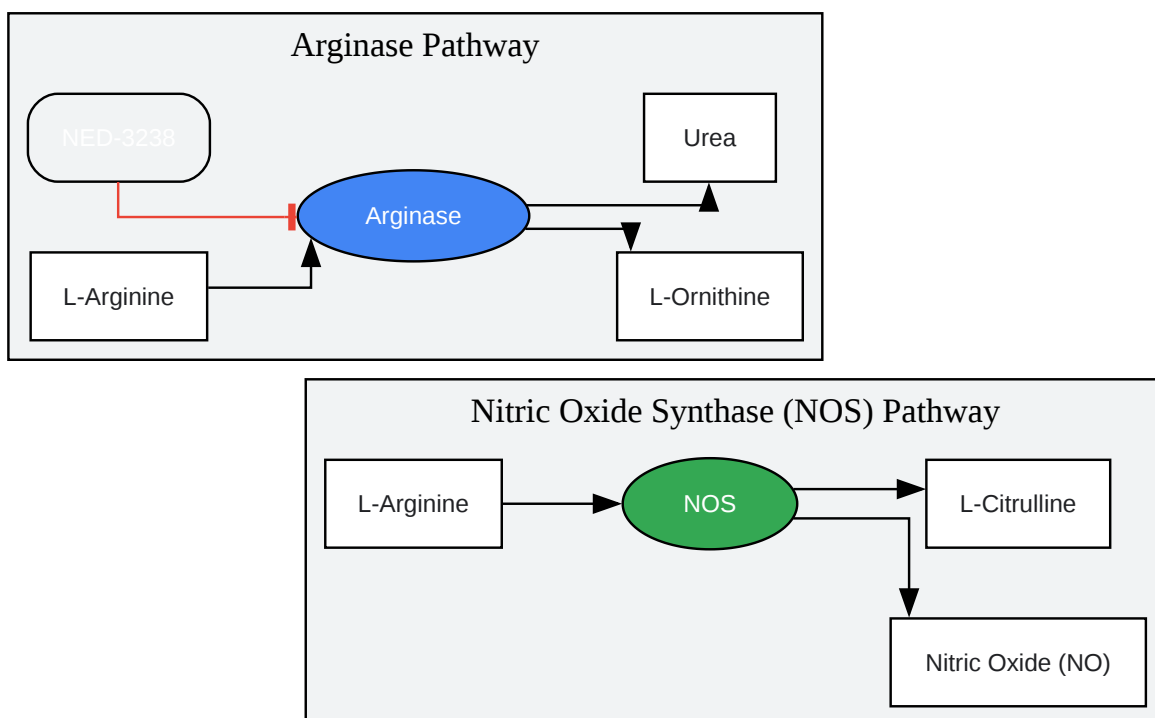 Arginase Pathway
NED-3238
Urea
Arginase
L-Arginine
L-Ornithine
Nitric Oxide Synthase (NOS) Pathway
L-Arginine
NOS
L-Citrulline
Nitric Oxide (NO)